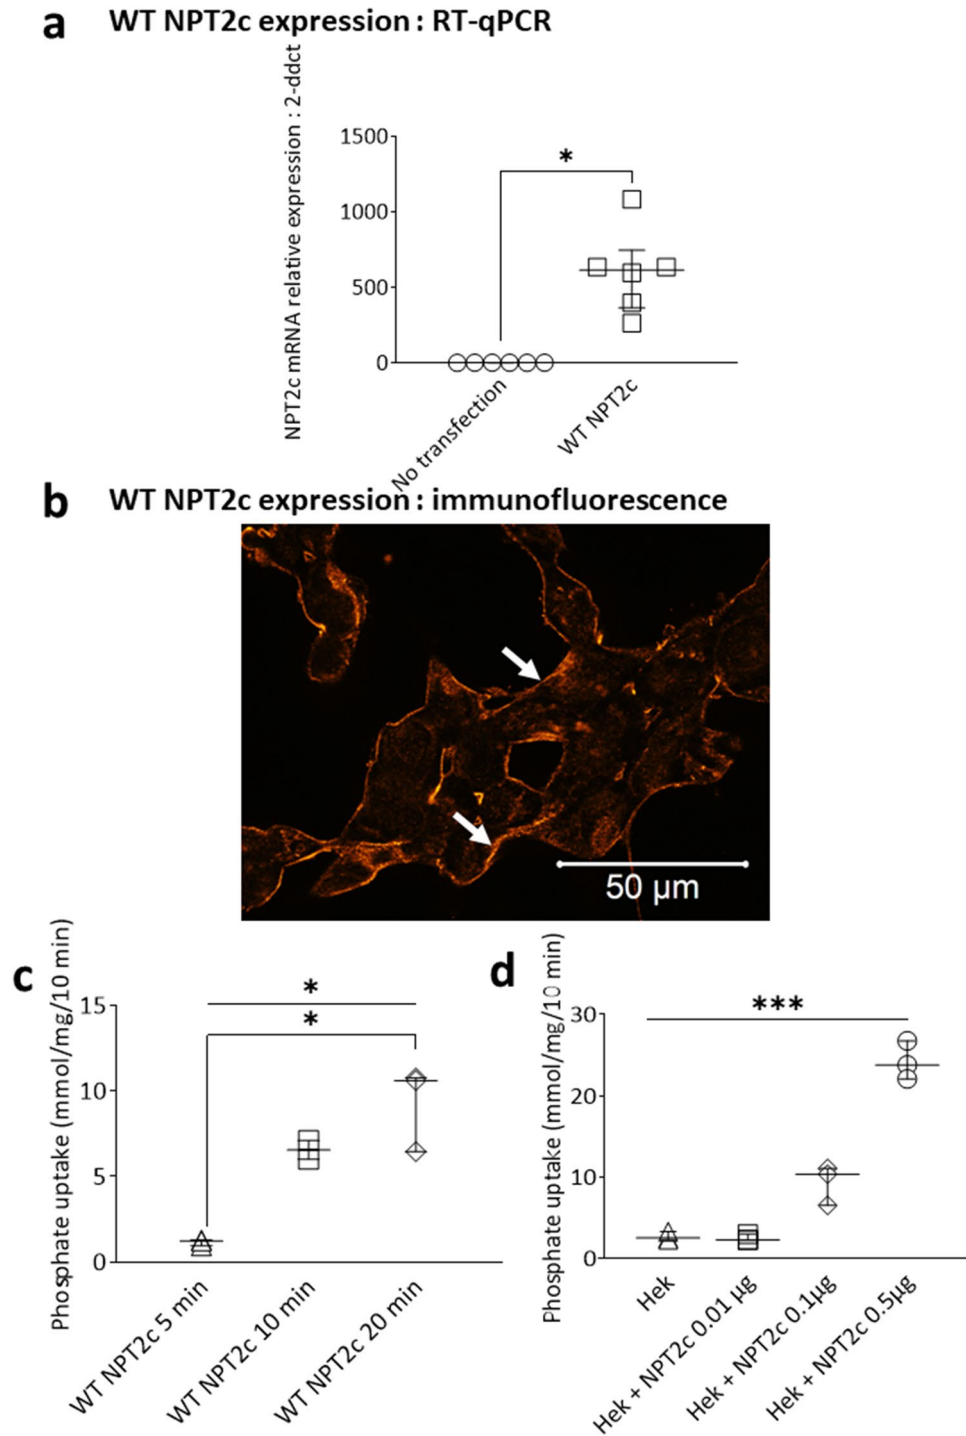 a WT NPT2c expression : RT-qPCR
NPT2c mRNA relative expression : 2-ddct
1500
1000
500
0
*
No transfection
WT NPT2c
b WT NPT2c expression : immunofluorescence
50 µm
c
Phosphate uptake (mmol/mg/10 min)
15
10
5
0
*
*
WT NPT2c 5 min
WT NPT2c 10 min
WT NPT2c 20 min
d
Phosphate uptake (mmol/mg/10 min)
30
20
10
0
***
Hek
Hek + NPT2c 0.01 µg
Hek + NPT2c 0.1µg
Hek + NPT2c 0.5µg